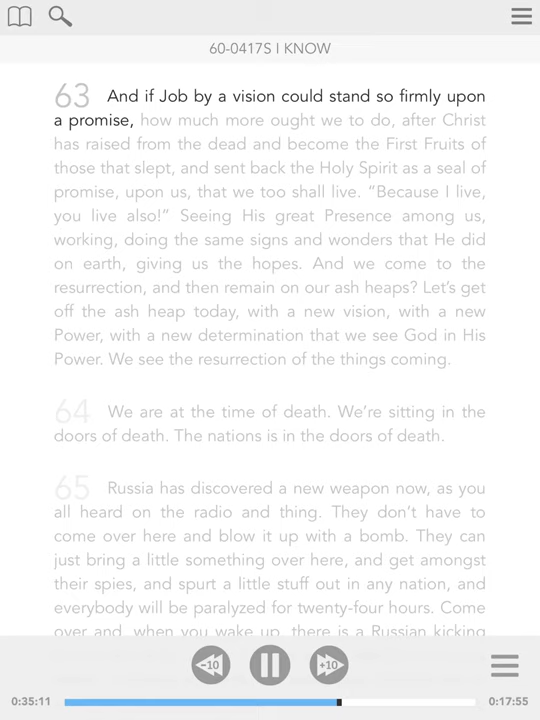 60-0417S I KNOW
63 And if Job by a vision could stand so firmly upon
a promise, how much more ought we to do, after Christ
has raised from the dead and become the First Fruits of
those that slept, and sent back the Holy Spirit as a seal of
promise, upon us, that we too shall live. “Because I live,
you live also!” Seeing His great Presence among us,
working, doing the same signs and wonders that He did
on earth, giving us the hopes. And we come to the
resurrection, and then remain on our ash heaps? Let’s get
off the ash heap today, with a new vision, with a new
Power, with a new determination that we see God in His
Power. We see the resurrection of the things coming.
64 We are at the time of death. We’re sitting in the
doors of death. The nations is in the doors of death.
65 Russia has discovered a new weapon now, as you
all heard on the radio and thing. They don’t have to
come over here and blow it up with a bomb. They can
just bring a little something over here, and get amongst
their spies, and spurt a little stuff out in any nation, and
everybody will be paralyzed for twenty-four hours. Come
over and, when you wake up, there is a Russian kicking
-10 +10
0:35:11 0:17:55